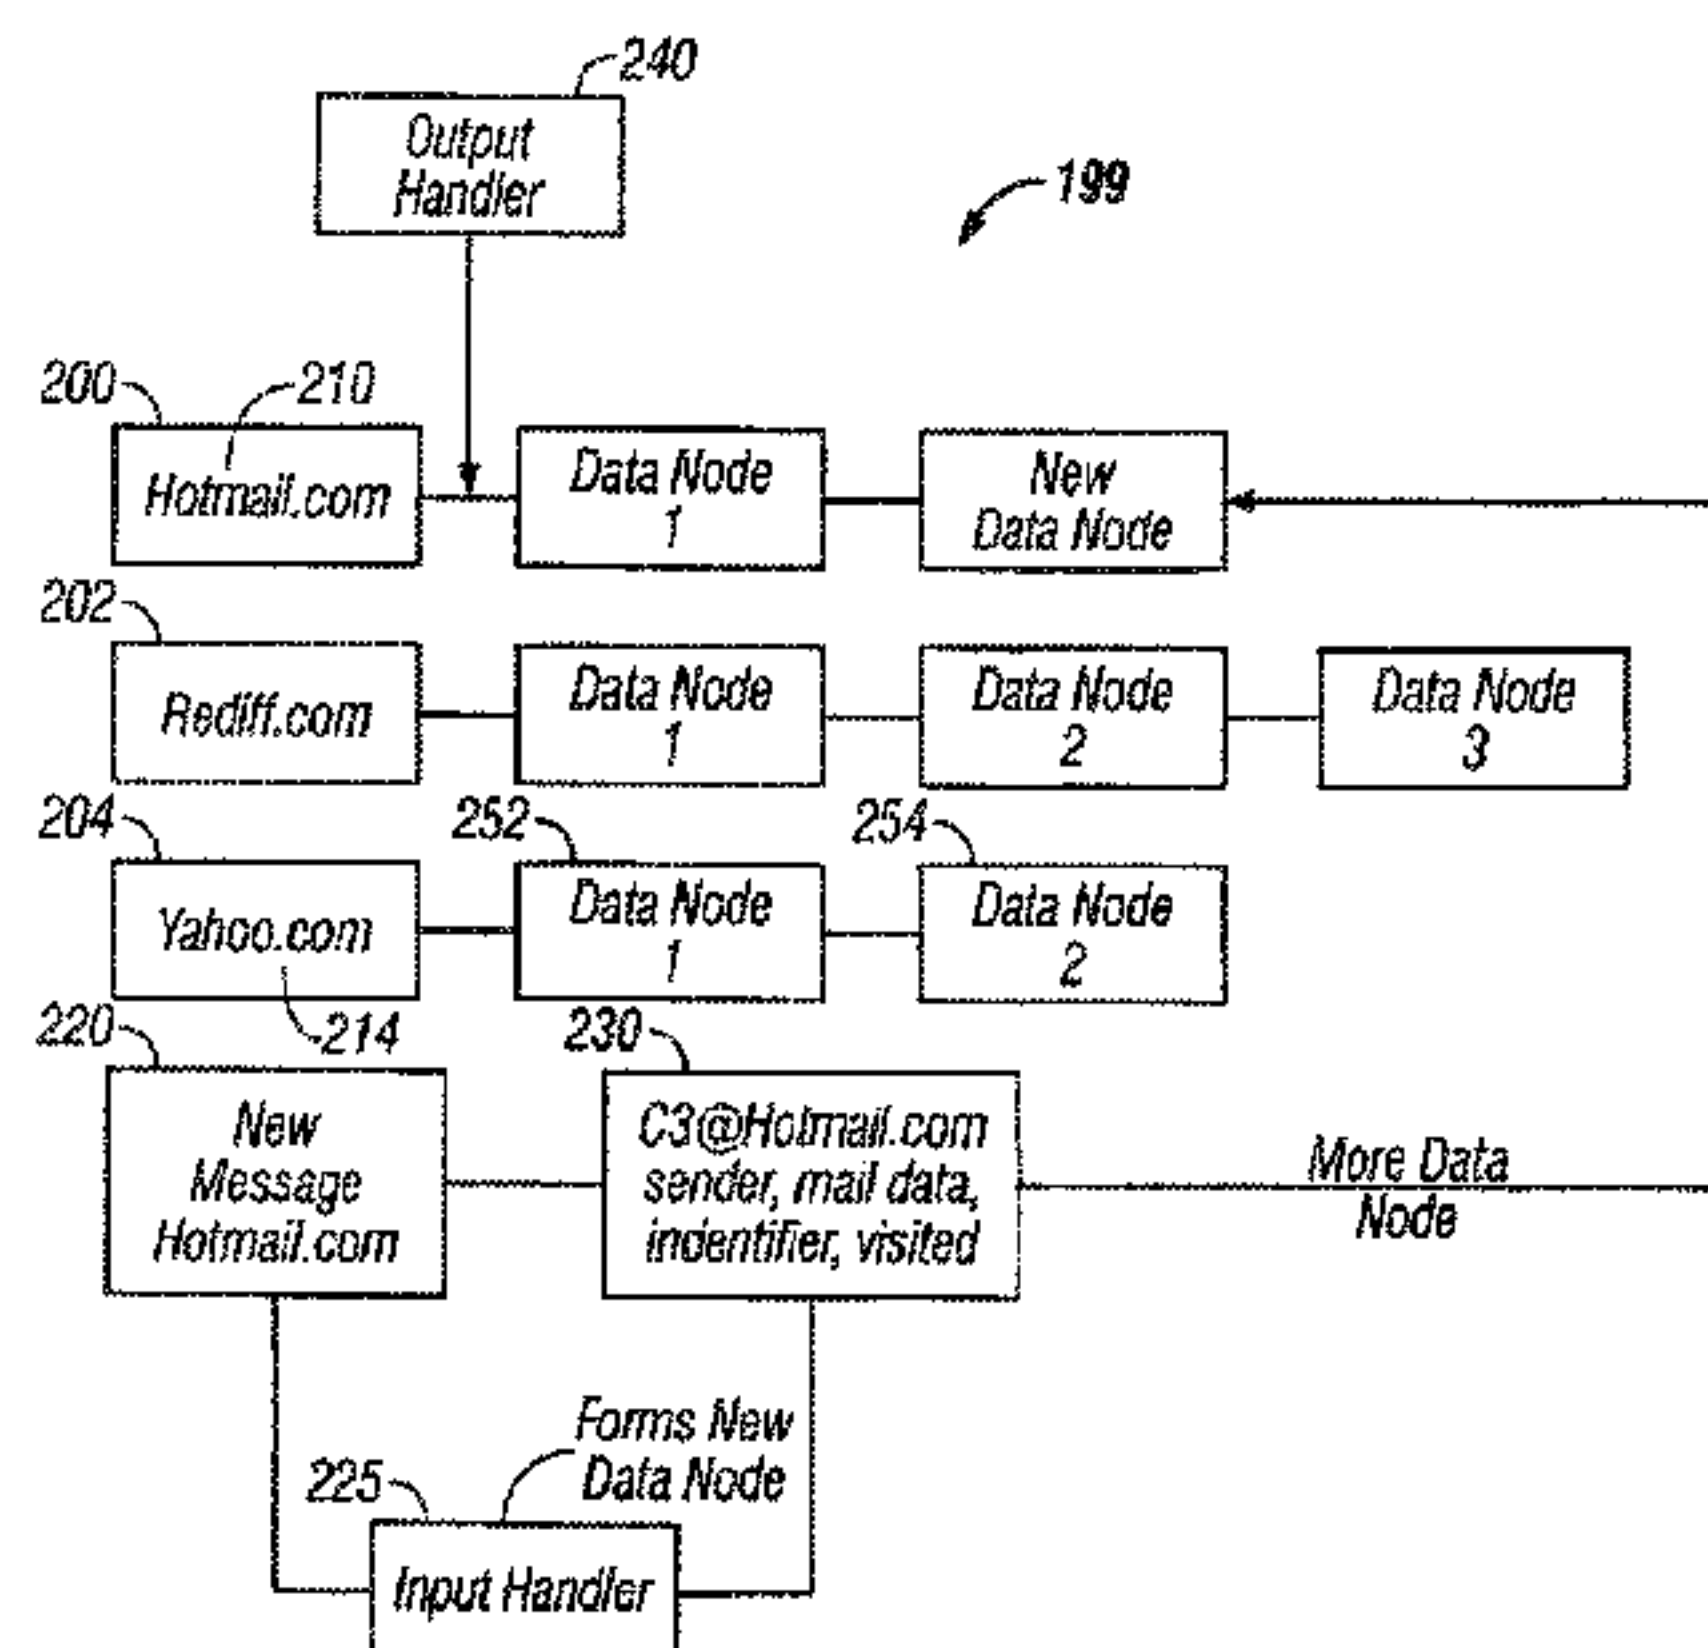 240
Output
Handler
199
200
210
Hotmail.com
Data Node
1
New
Data Node
202
Rediff.com
Data Node
1
Data Node
2
Data Node
3
204
252
254
Yahoo.com
Data Node
1
Data Node
2
214
220
230
New
Message
Hotmail.com
C3@Hotmail.com
sender, mail data,
indentifier, visited
More Data
Node
Forms New
Data Node
225
Input Handler